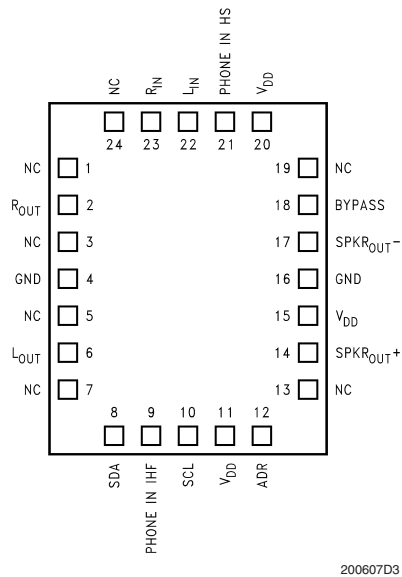 NC
R_IN
L_IN
PHONE IN HS
V_DD
24 23 22 21 20
NC 1 19 NC
R_OUT 2 18 BYPASS
NC 3 17 SPKR_OUT-
GND 4 16 GND
NC 5 15 V_DD
L_OUT 6 14 SPKR_OUT+
NC 7 13 NC
8 9 10 11 12
SDA
PHONE IN IHF
SCL
V_DD
ADR
200607D3